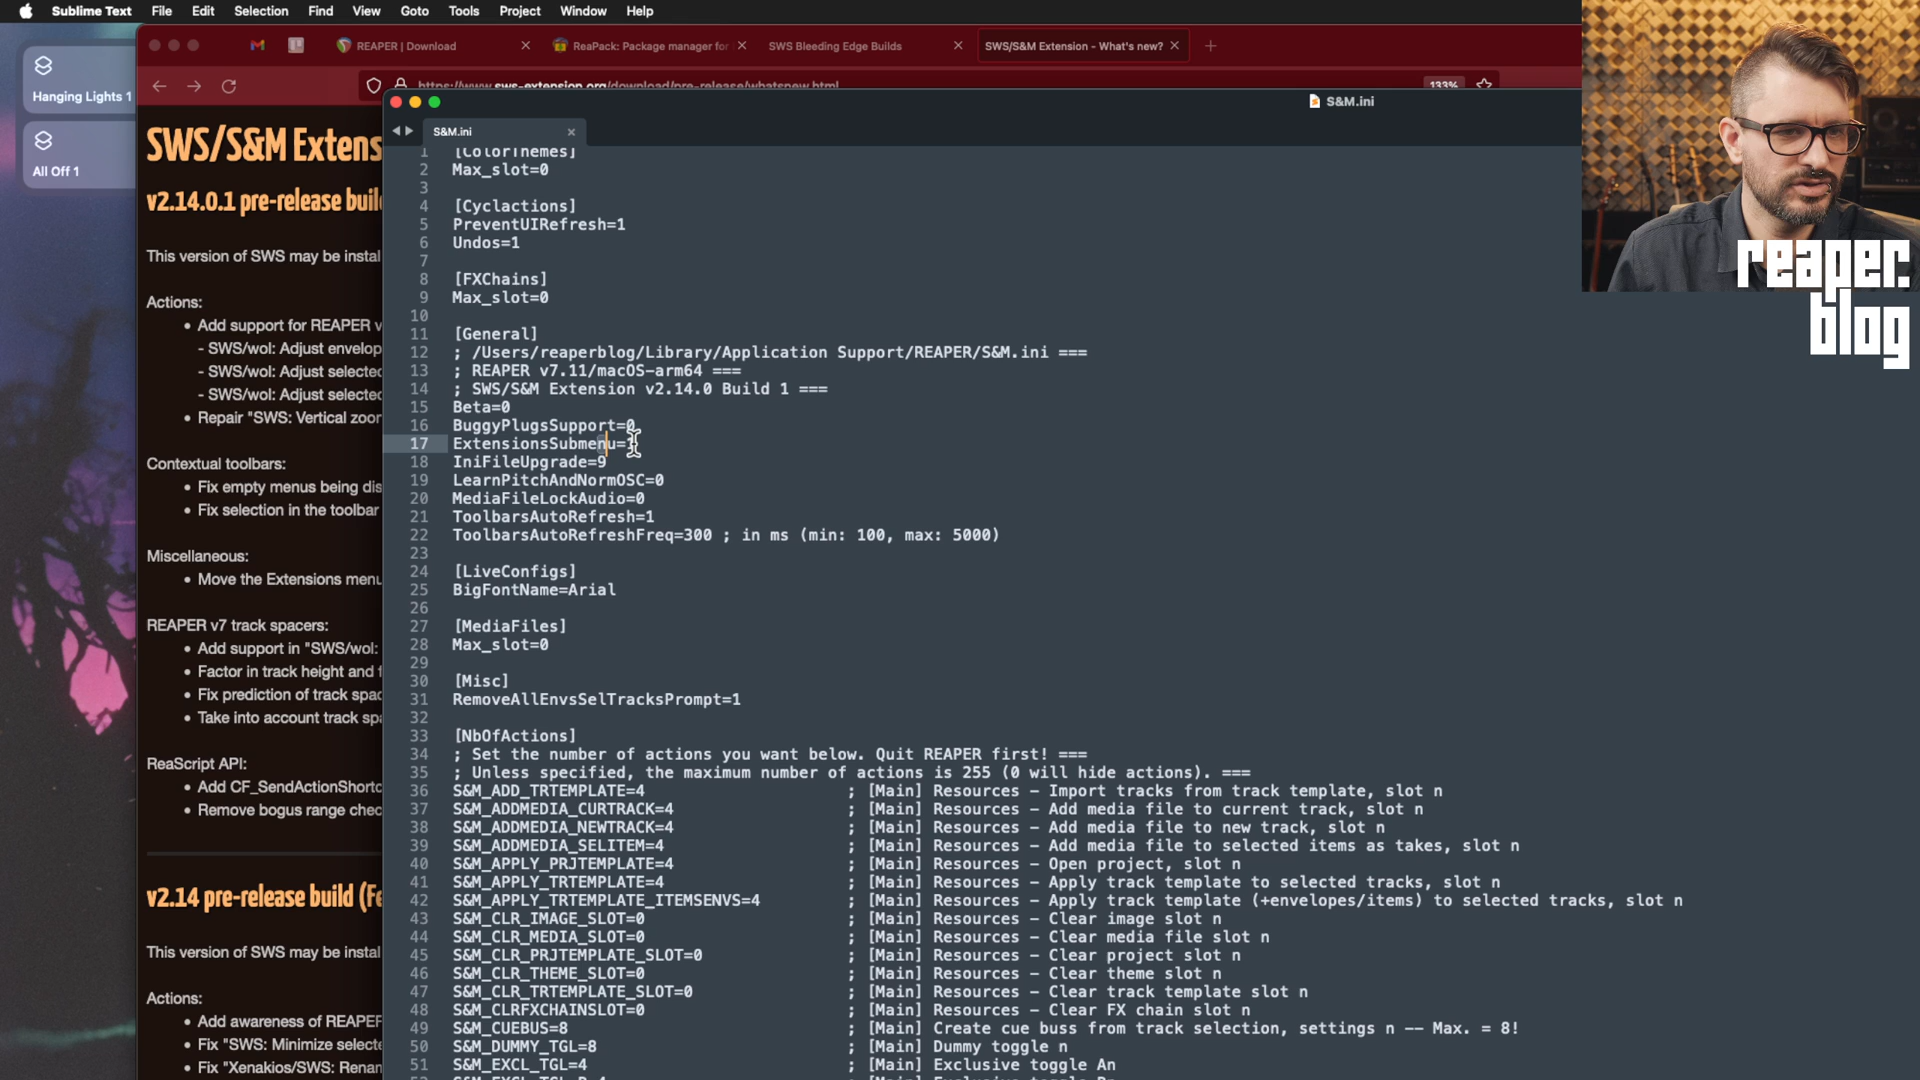 Sublime Text File Edit Selection Find View Goto Tools Project Window Help
REAPER | Download
ReaPack: Package manager for
SWS Bleeding Edge Builds
SWS/S&M Extension - What's new?
https://www.sws-extension.org/download/pre-release/whatsnew.html
133%
Hanging Lights 1
All Off 1
S&M.ini
S&M.ini
SWS/S&M Extens
v2.14.0.1 pre-release buil
This version of SWS may be instal
Actions:
Add support for REAPER v
- SWS/wol: Adjust envelop
- SWS/wol: Adjust selected
- SWS/wol: Adjust selected
Repair "SWS: Vertical zoor
Contextual toolbars:
Fix empty menus being dis
Fix selection in the toolbar
Miscellaneous:
Move the Extensions menu
REAPER v7 track spacers:
Add support in "SWS/wol:
Factor in track height and f
Fix prediction of track spac
Take into account track spa
ReaScript API:
Add CF_SendActionShortc
Remove bogus range chec
v2.14 pre-release build (Fe
This version of SWS may be instal
Actions:
Add awareness of REAPER
Fix "SWS: Minimize selecte
Fix "Xenakios/SWS: Renan
1 [ColorThemes]
2 Max_slot=0
3
4 [Cyclactions]
5 PreventUIRefresh=1
6 Undos=1
7
8 [FXChains]
9 Max_slot=0
10
11 [General]
12 ; /Users/reaperblog/Library/Application Support/REAPER/S&M.ini ===
13 ; REAPER v7.11/macOS-arm64 ===
14 ; SWS/S&M Extension v2.14.0 Build 1 ===
15 Beta=0
16 BuggyPlugsSupport=0
17 ExtensionsSubmenu=1
18 IniFileUpgrade=9
19 LearnPitchAndNormOSC=0
20 MediaFileLockAudio=0
21 ToolbarsAutoRefresh=1
22 ToolbarsAutoRefreshFreq=300 ; in ms (min: 100, max: 5000)
23
24 [LiveConfigs]
25 BigFontName=Arial
26
27 [MediaFiles]
28 Max_slot=0
29
30 [Misc]
31 RemoveAllEnvsSelTracksPrompt=1
32
33 [NbOfActions]
34 ; Set the number of actions you want below. Quit REAPER first! ===
35 ; Unless specified, the maximum number of actions is 255 (0 will hide actions). ===
36 S&M_ADD_TRTEMPLATE=4 ; [Main] Resources - Import tracks from track template, slot n
37 S&M_ADDMEDIA_CURTRACK=4 ; [Main] Resources - Add media file to current track, slot n
38 S&M_ADDMEDIA_NEWTRACK=4 ; [Main] Resources - Add media file to new track, slot n
39 S&M_ADDMEDIA_SELITEM=4 ; [Main] Resources - Add media file to selected items as takes, slot n
40 S&M_APPLY_PRJTEMPLATE=4 ; [Main] Resources - Open project, slot n
41 S&M_APPLY_TRTEMPLATE=4 ; [Main] Resources - Apply track template to selected tracks, slot n
42 S&M_APPLY_TRTEMPLATE_ITEMSENVS=4 ; [Main] Resources - Apply track template (+envelopes/items) to selected tracks, slot n
43 S&M_CLR_IMAGE_SLOT=0 ; [Main] Resources - Clear image slot n
44 S&M_CLR_MEDIA_SLOT=0 ; [Main] Resources - Clear media file slot n
45 S&M_CLR_PRJTEMPLATE_SLOT=0 ; [Main] Resources - Clear project slot n
46 S&M_CLR_THEME_SLOT=0 ; [Main] Resources - Clear theme slot n
47 S&M_CLR_TRTEMPLATE_SLOT=0 ; [Main] Resources - Clear track template slot n
48 S&M_CLRFXCHAINSLOT=0 ; [Main] Resources - Clear FX chain slot n
49 S&M_CUEBUS=8 ; [Main] Create cue buss from track selection, settings n -- Max. = 8!
50 S&M_DUMMY_TGL=8 ; [Main] Dummy toggle n
51 S&M_EXCL_TGL=4 ; [Main] Exclusive toggle An
reaper.
blog